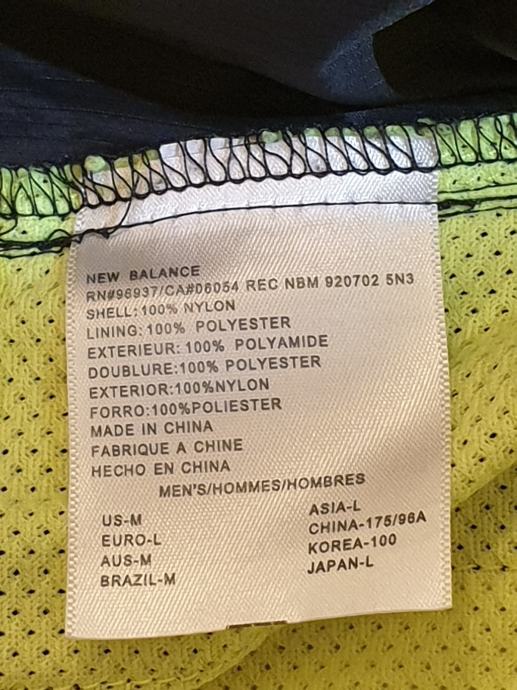 NEW BALANCE
RN#96937/CA#06054 REC NBM 920702 5N3
SHELL:100% NYLON
LINING:100% POLYESTER
EXTERIEUR:100% POLYAMIDE
DOUBLURE:100% POLYESTER
EXTERIOR:100%NYLON
FORRO:100%POLIESTER
MADE IN CHINA
FABRIQUE A CHINE
HECHO EN CHINA
MEN'S/HOMMES/HOMBRES
US-M
EURO-L
AUS-M
BRAZIL-M
ASIA-L
CHINA-175/96A
KOREA-100
JAPAN-L